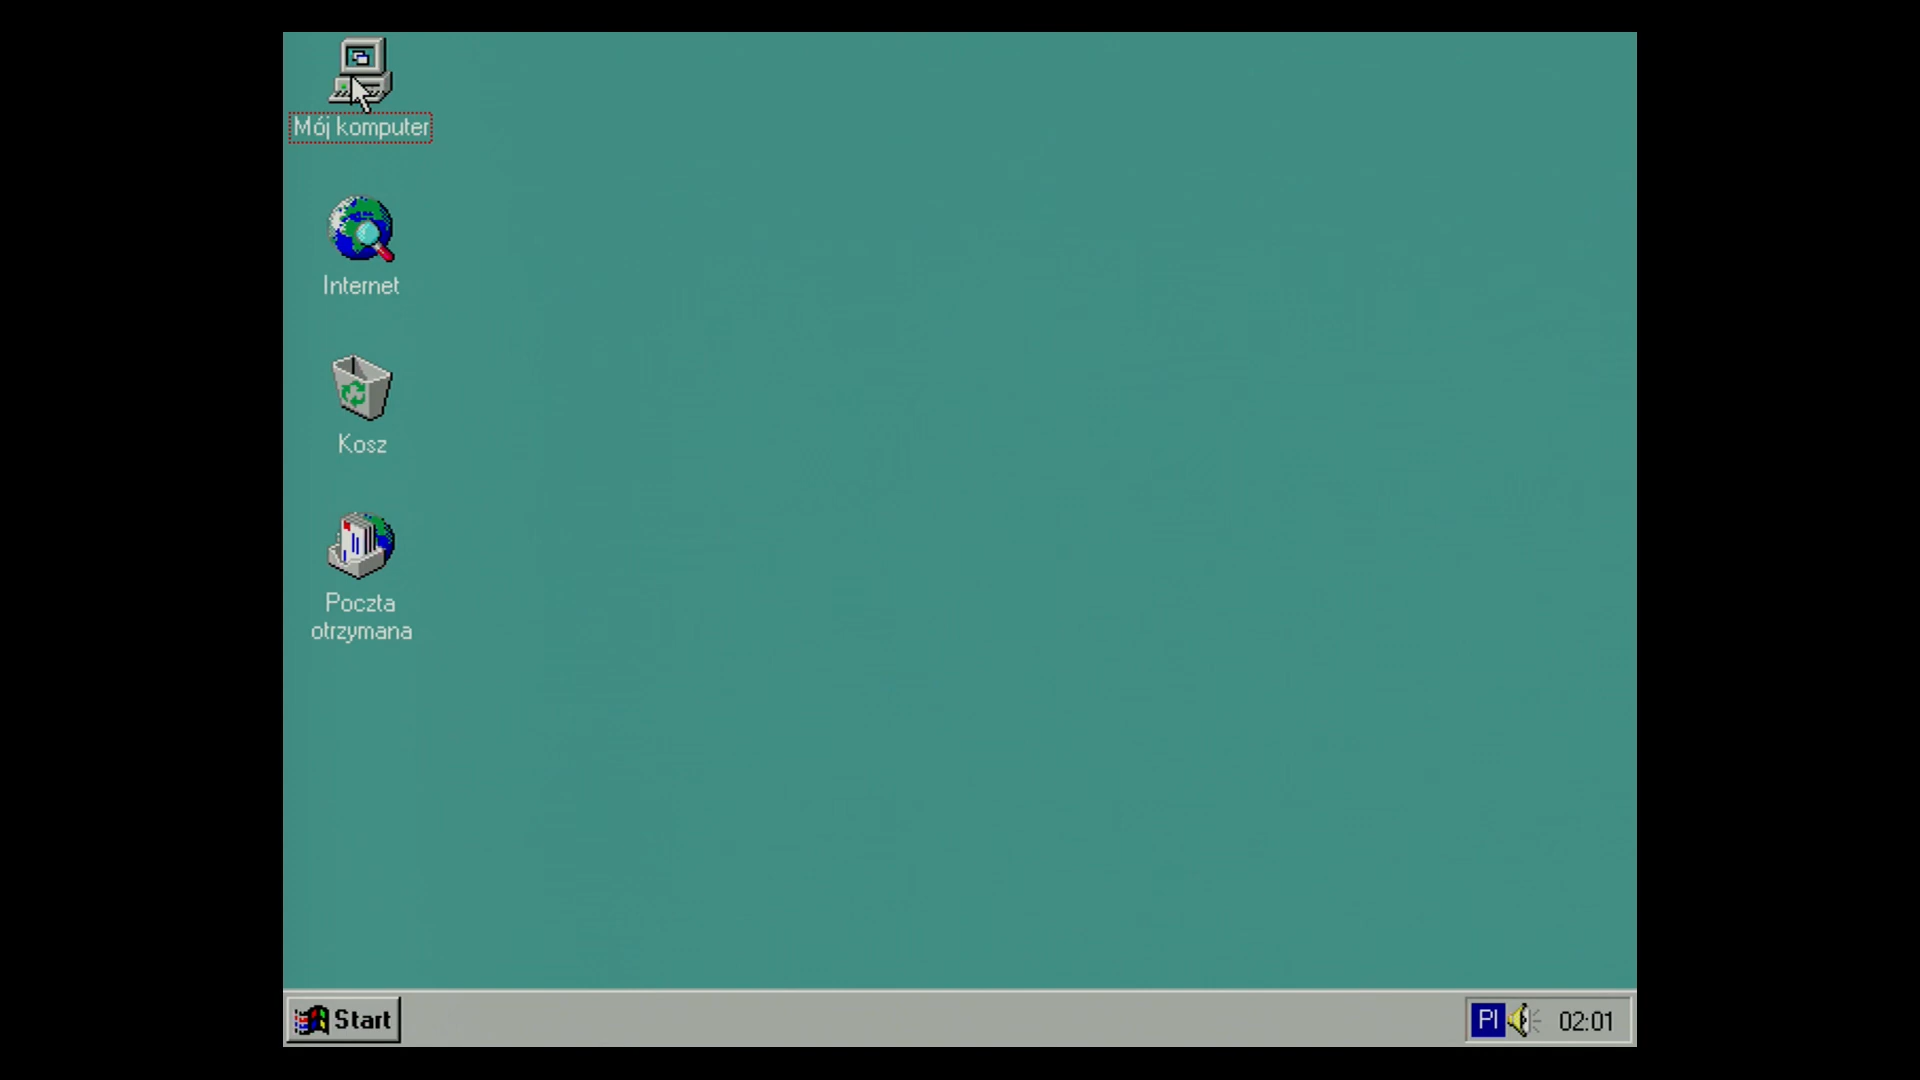 Mój komputer
Internet
Kosz
Poczta
otrzymana
Start
Pl
02:01